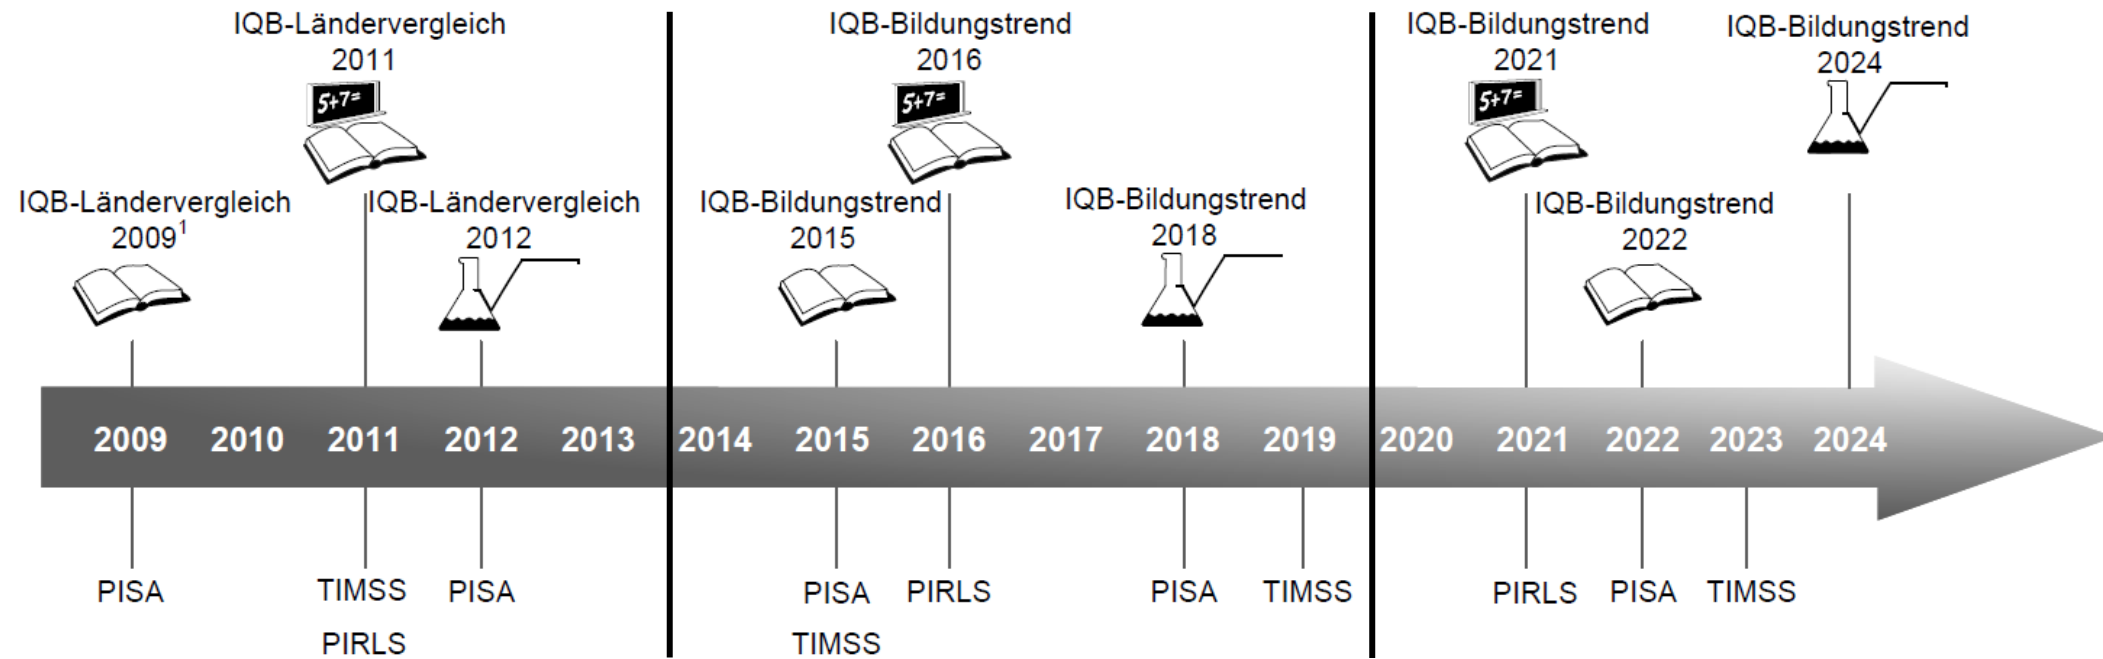 IQB-Ländervergleich
2011
5+7=
IQB-Bildungstrend
2016
5+7=
IQB-Bildungstrend
2021
5+7=
IQB-Bildungstrend
2024
IQB-Ländervergleich
2009¹
IQB-Ländervergleich
2012
IQB-Bildungstrend
2015
IQB-Bildungstrend
2018
IQB-Bildungstrend
2022
2009 2010 2011 2012 2013 2014 2015 2016 2017 2018 2019 2020 2021 2022 2023 2024
PISA
TIMSS
PIRLS
PISA
PISA
TIMSS
PIRLS
PISA
TIMSS
PIRLS
PISA
TIMSS